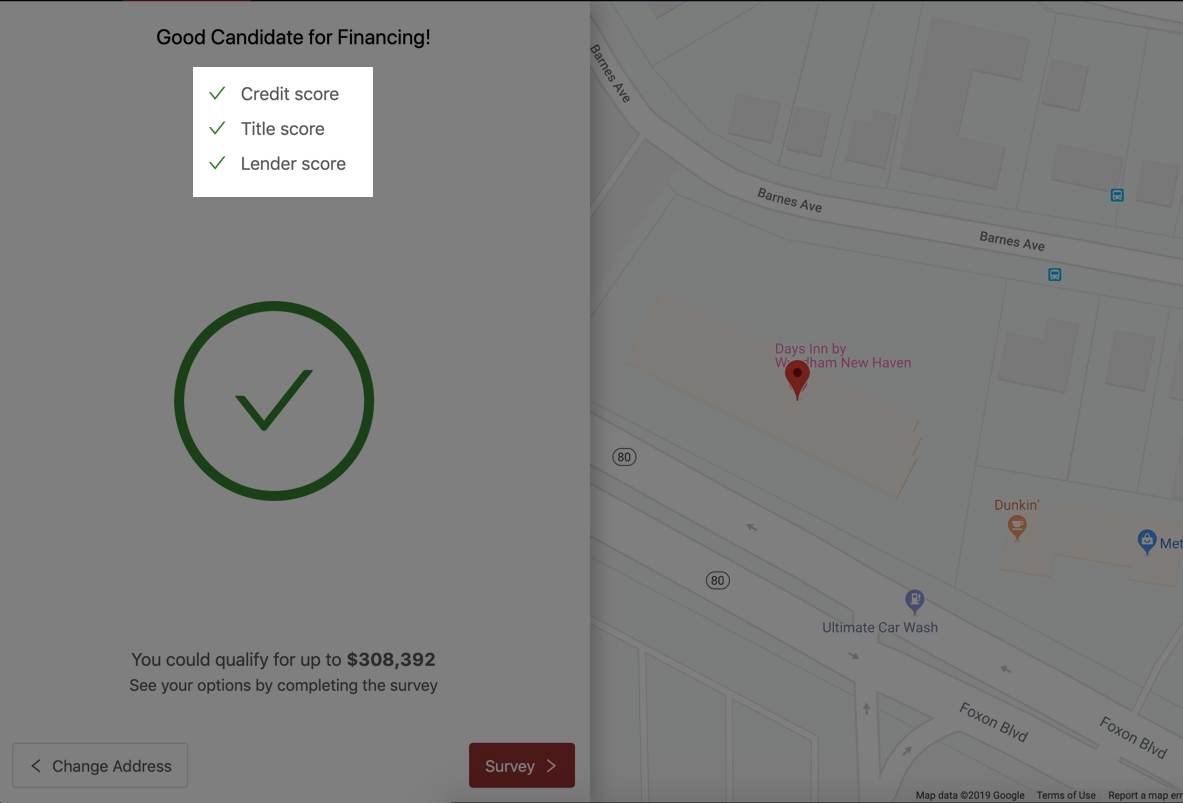 Good Candidate for Financing!
Credit score
Title score
Lender score
You could qualify for up to $308,392
See your options by completing the survey
Change Address
Survey
Barnes Ave
Barnes Ave
Barnes Ave
Days Inn by
Wyndham New Haven
80
Dunkin'
Met
80
Ultimate Car Wash
Foxon Blvd
Foxon Blvd
Map data ©2019 Google
Terms of Use
Report a map err